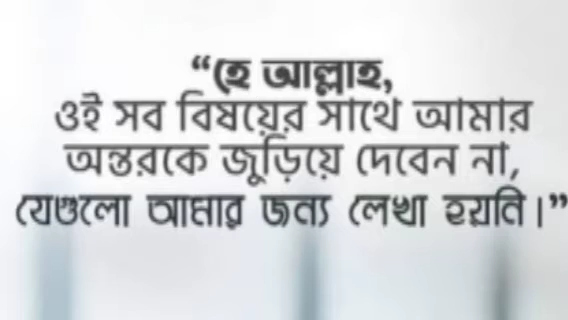 “হে আল্লাহ,
ওই সব বিষয়ের সাথে আমার
অন্তরকে জুড়িয়ে দেবেন না,
যেগুলো আমার জন্য লেখা হয়নি।”